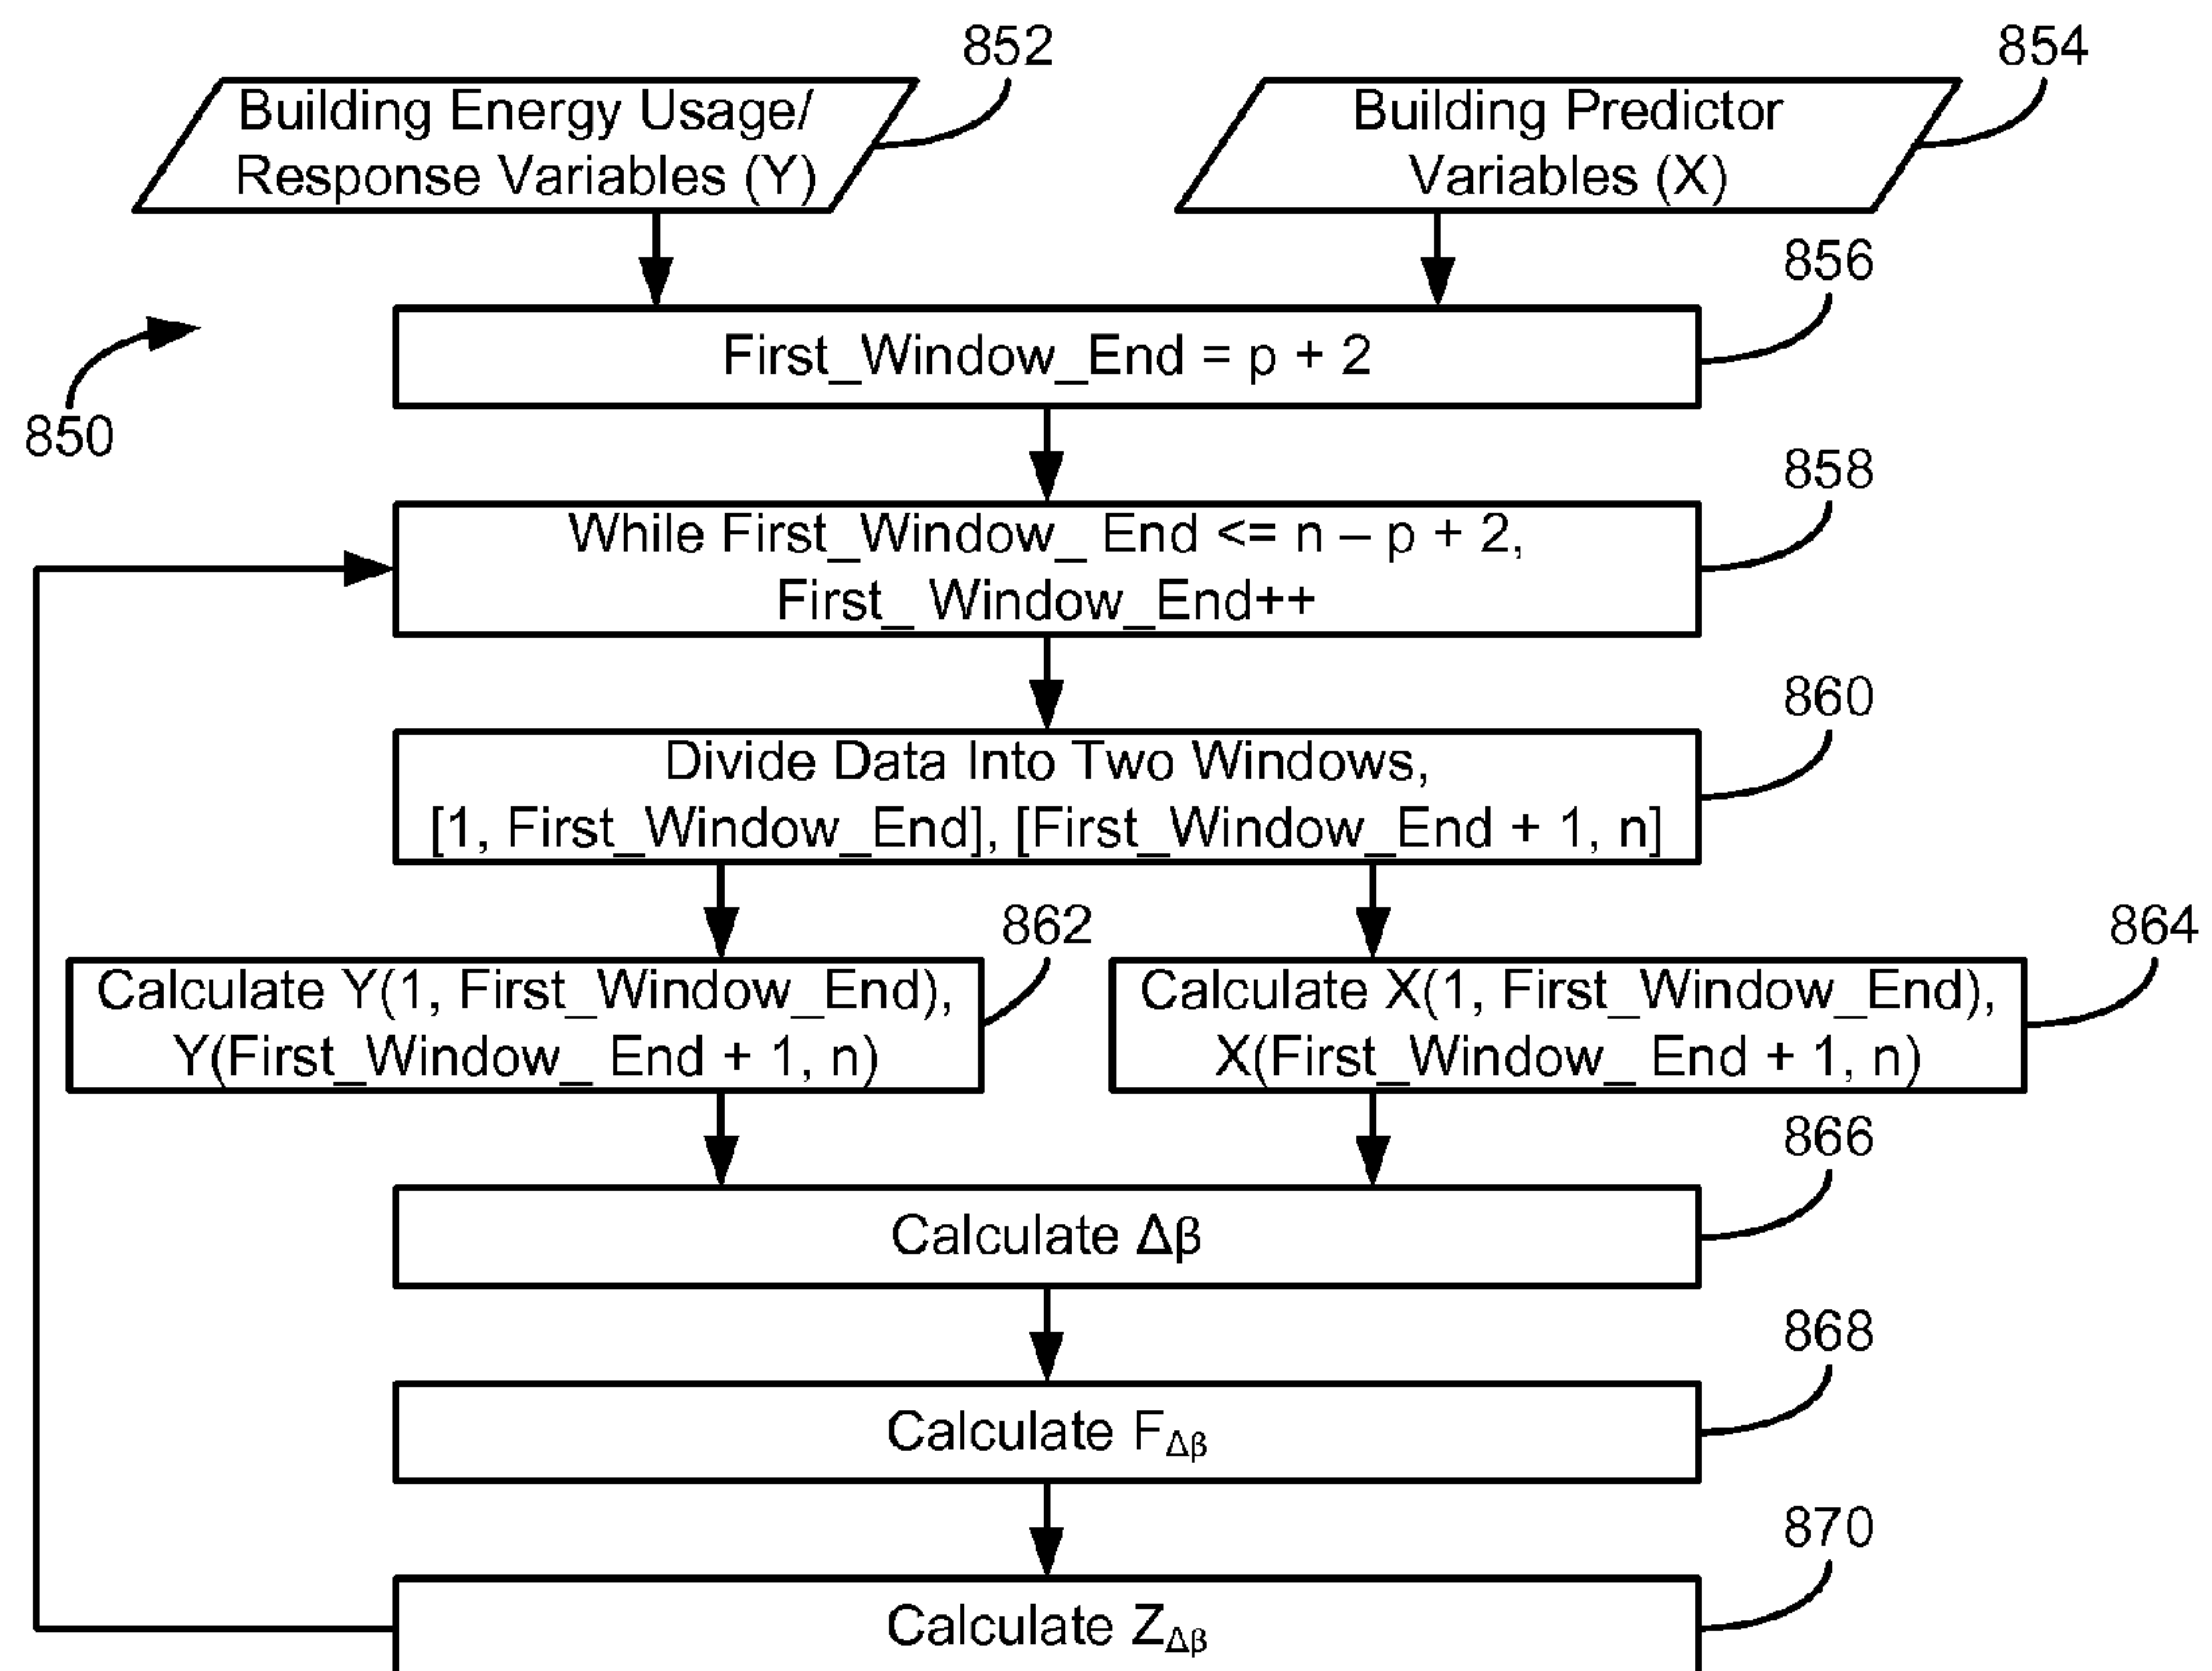 852
854
Building Energy Usage/
Response Variables (Y)
Building Predictor
Variables (X)
856
First_Window_End = p + 2
850
858
While First_Window_ End <= n – p + 2,
First_ Window_End++
860
Divide Data Into Two Windows,
[1, First_Window_End], [First_Window_End + 1, n]
862
864
Calculate Y(1, First_Window_End),
Y(First_Window_ End + 1, n)
Calculate X(1, First_Window_End),
X(First_Window_ End + 1, n)
866
Calculate Δβ
868
Calculate FΔβ
870
Calculate ZΔβ